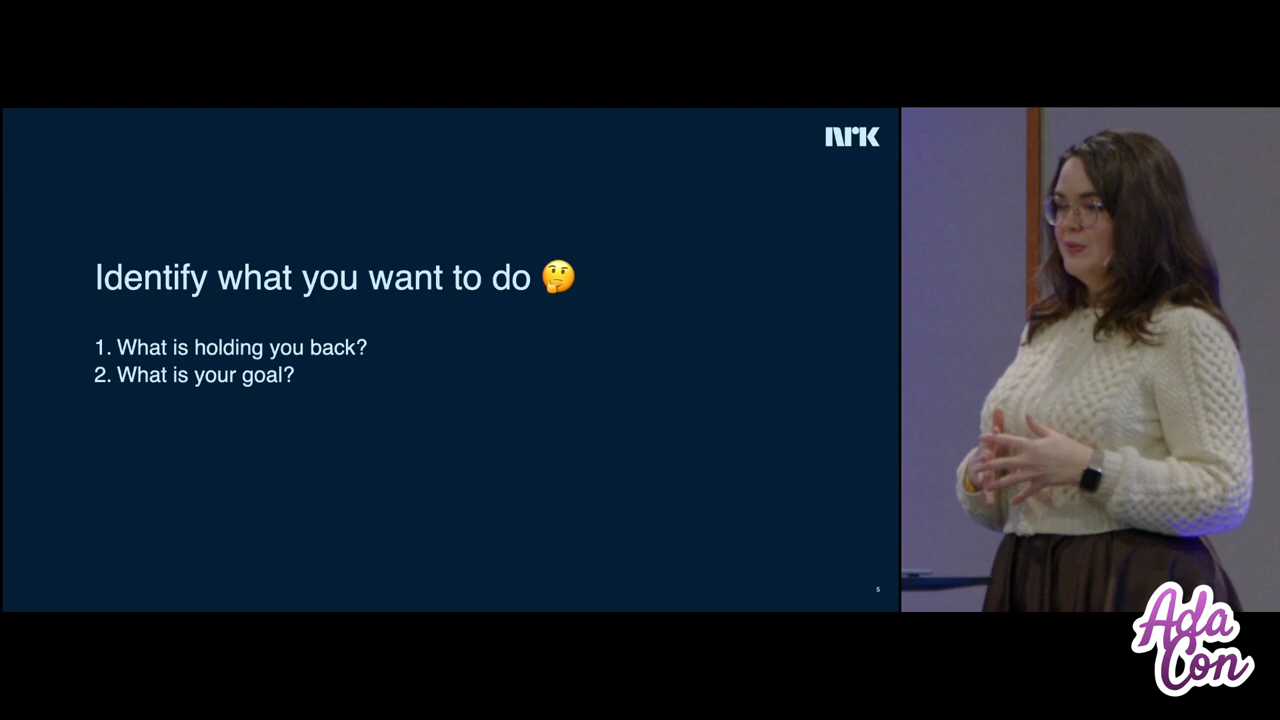 NRK
Identify what you want to do 🤔
1. What is holding you back?
2. What is your goal?
5
Ada
Con